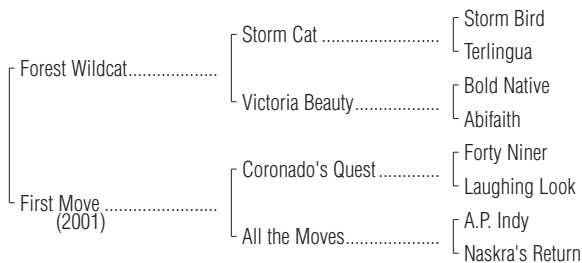 Storm Bird
Storm Cat ........................
Terlingua
Forest Wildcat..................
Bold Native
Victoria Beauty.................
Abifaith
Forty Niner
Coronado's Quest.............
Laughing Look
First Move .......................
(2001)
A.P. Indy
All the Moves...................
Naskra's Return